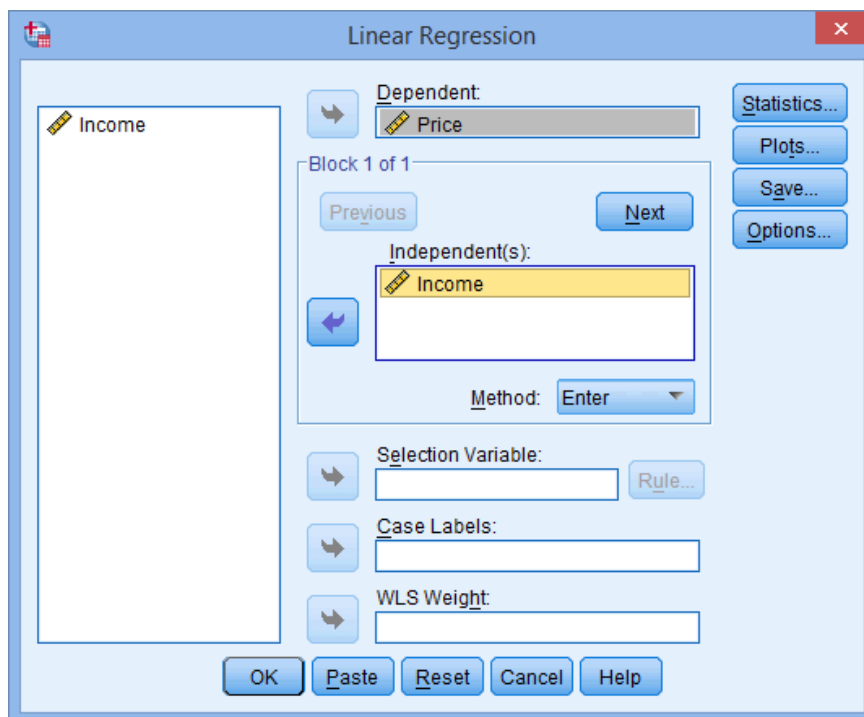 Linear Regression
Income
Dependent:
Price
Statistics...
Plots...
Save...
Options...
Block 1 of 1
Previous
Next
Independent(s):
Income
Method:
Enter
Selection Variable:
Rule...
Case Labels:
WLS Weight:
OK
Paste
Reset
Cancel
Help